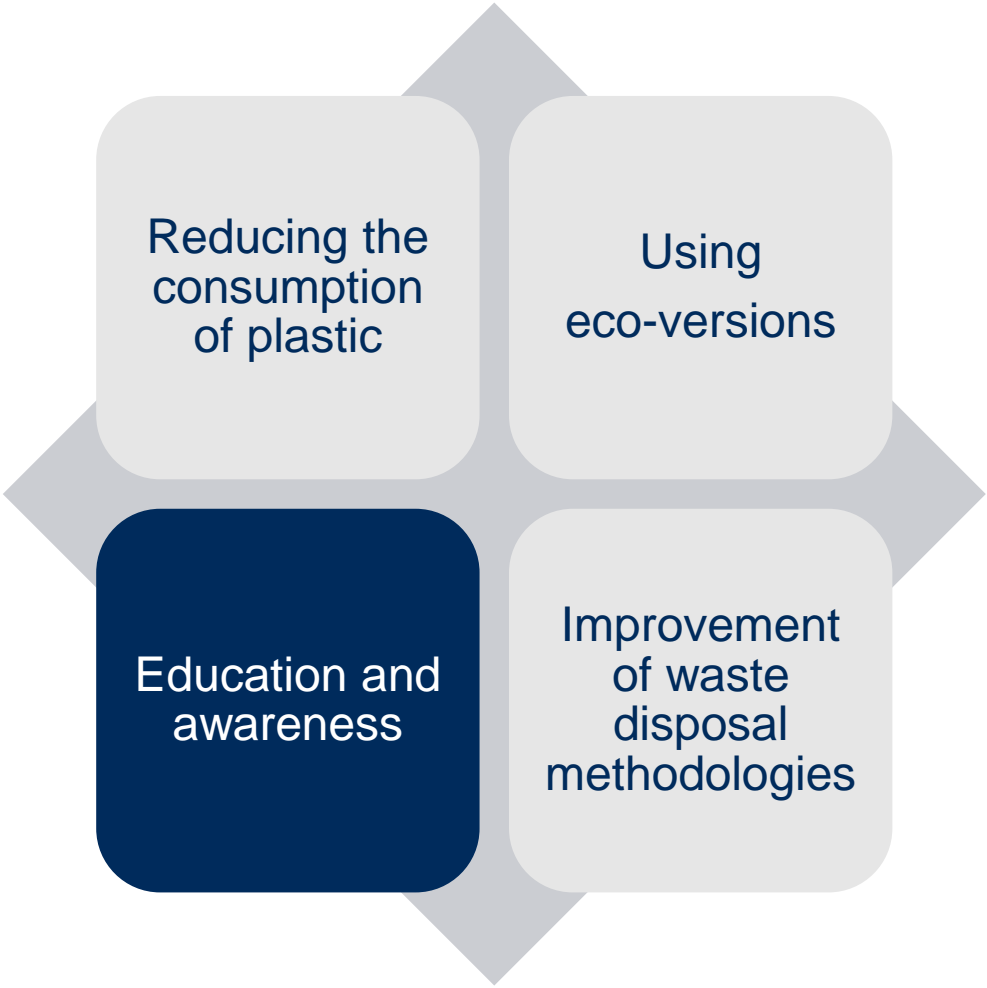 Reducing the
consumption
of plastic
Using
eco-versions
Education and
awareness
Improvement
of waste
disposal
methodologies